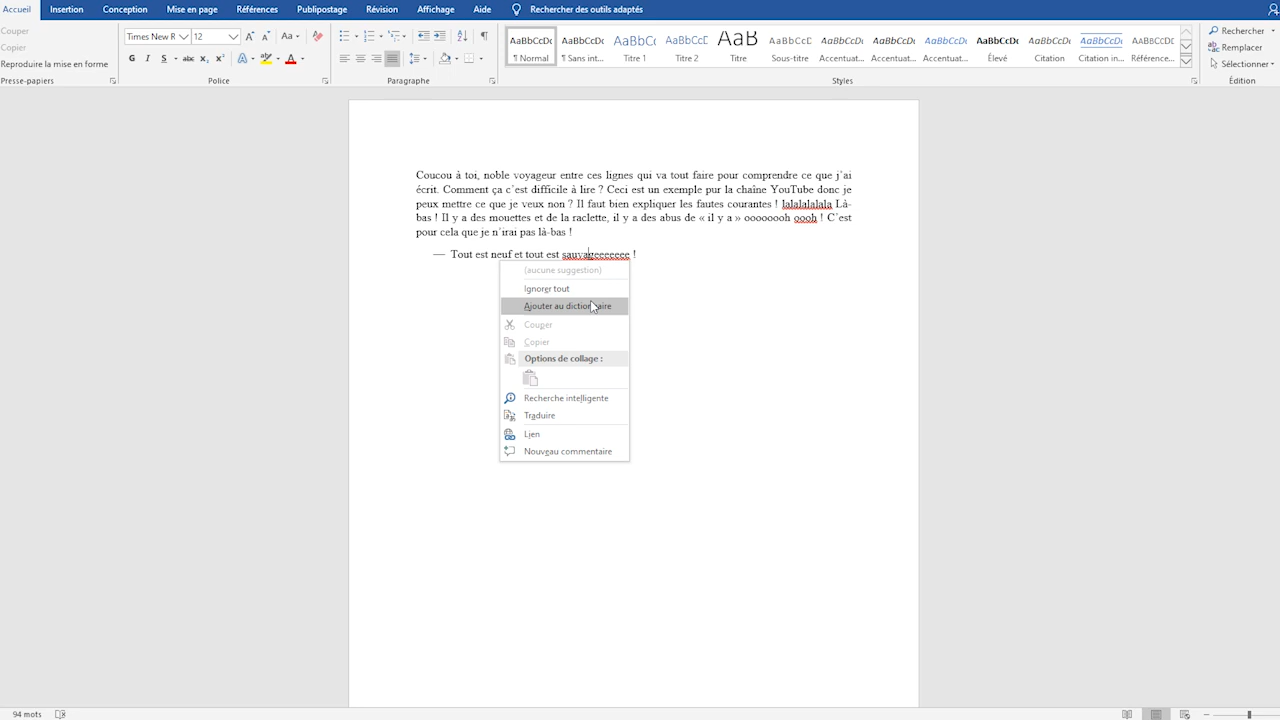 Accueil Insertion Conception Mise en page Références Publipostage Révision Affichage Aide Rechercher des outils adaptés
Couper
Copier
Reproduire la mise en forme
Presse-papiers
Times New R 12 Aa
G I S abc x₂ x² A A
Police
Paragraphe
AaBbCcDc AaBbCcDc AaBbCc AaBbCcD AaB AaBbCcD AaBbCcDc AaBbCcDc AaBbCcDc AaBbCcDc AaBbCcDc AaBbCcDc AABBCCDC
¶ Normal ¶ Sans int... Titre 1 Titre 2 Titre Sous-titre Accentuat... Accentuat... Accentuat... Élevé Citation Citation in... Référence...
Styles
Rechercher
Remplacer
Sélectionner
Édition
Coucou à toi, noble voyageur entre ces lignes qui va tout faire pour comprendre ce que j'ai
écrit. Comment ça c'est difficile à lire ? Ceci est un exemple pur la chaîne YouTube donc je
peux mettre ce que je veux non ? Il faut bien expliquer les fautes courantes ! lalalalalala Là-
bas ! Il y a des mouettes et de la raclette, il y a des abus de « il y a » oooooooh oooh ! C'est
pour cela que je n'irai pas là-bas !
— Tout est neuf et tout est sauvageeeeeee !
(aucune suggestion)
Ignorer tout
Ajouter au dictionnaire
Couper
Copier
Options de collage :
Recherche intelligente
Traduire
Lien
Nouveau commentaire
94 mots